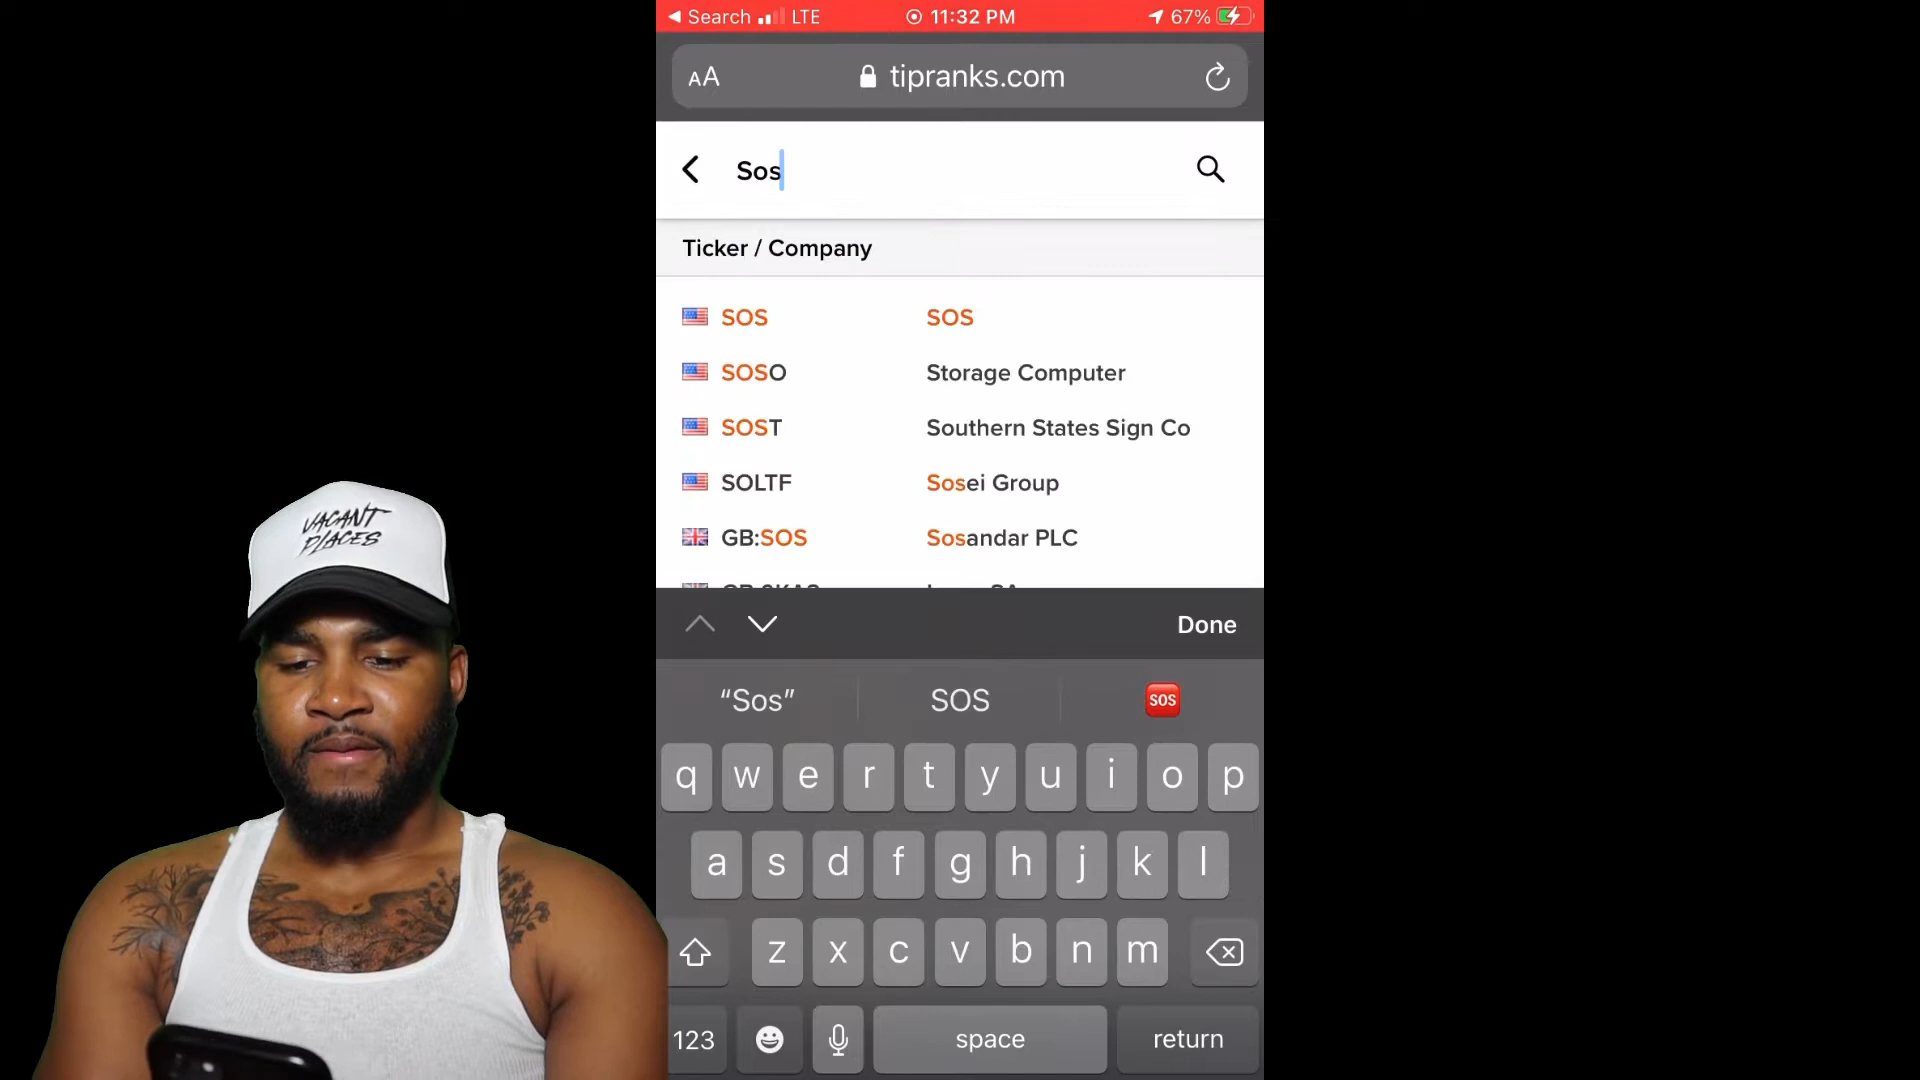 Search LTE 11:32 PM 67%
AA tipranks.com
Sos
Ticker / Company
SOS SOS
SOSO Storage Computer
SOST Southern States Sign Co
SOLTF Sosei Group
GB:SOS Sosandar PLC
Done
“Sos” SOS SOS
q w e r t y u i o p
a s d f g h j k l
z x c v b n m
123 space return
VACANT
PLACES